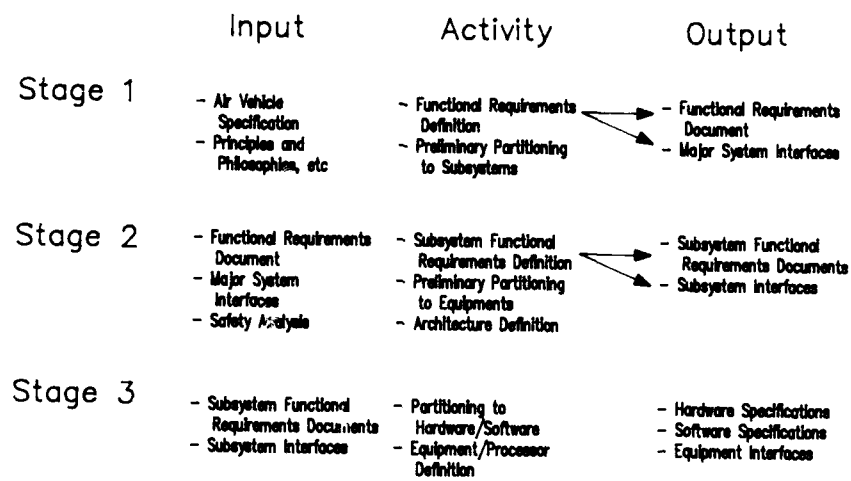 Input Activity Output
Stage 1
- Air Vehicle
Specification
- Principles and
Philosophies, etc
- Functional Requirements
Definition
- Preliminary Partitioning
to Subsystems
- Functional Requirements
Document
- Major System Interfaces
Stage 2
- Functional Requirements
Document
- Major System
Interfaces
- Safety Analysis
- Subsystem Functional
Requirements Definition
- Preliminary Partitioning
to Equipments
- Architecture Definition
- Subsystem Functional
Requirements Documents
- Subsystem Interfaces
Stage 3
- Subsystem Functional
Requirements Documents
- Subsystem Interfaces
- Partitioning to
Hardware/Software
- Equipment/Processor
Definition
- Hardware Specifications
- Software Specifications
- Equipment Interfaces